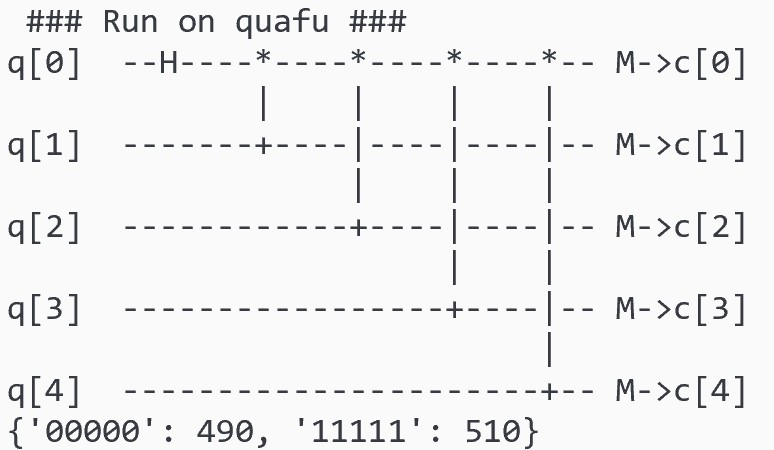 ### Run on quafu ###
q[0]  --H----*----*----*----*-- M->c[0]
             |    |    |    |
q[1]  -------+----|----|----|-- M->c[1]
                  |    |    |
q[2]  ------------+----|----|-- M->c[2]
                       |    |
q[3]  -----------------+----|-- M->c[3]
                            |
q[4]  ----------------------+-- M->c[4]
{'00000': 490, '11111': 510}